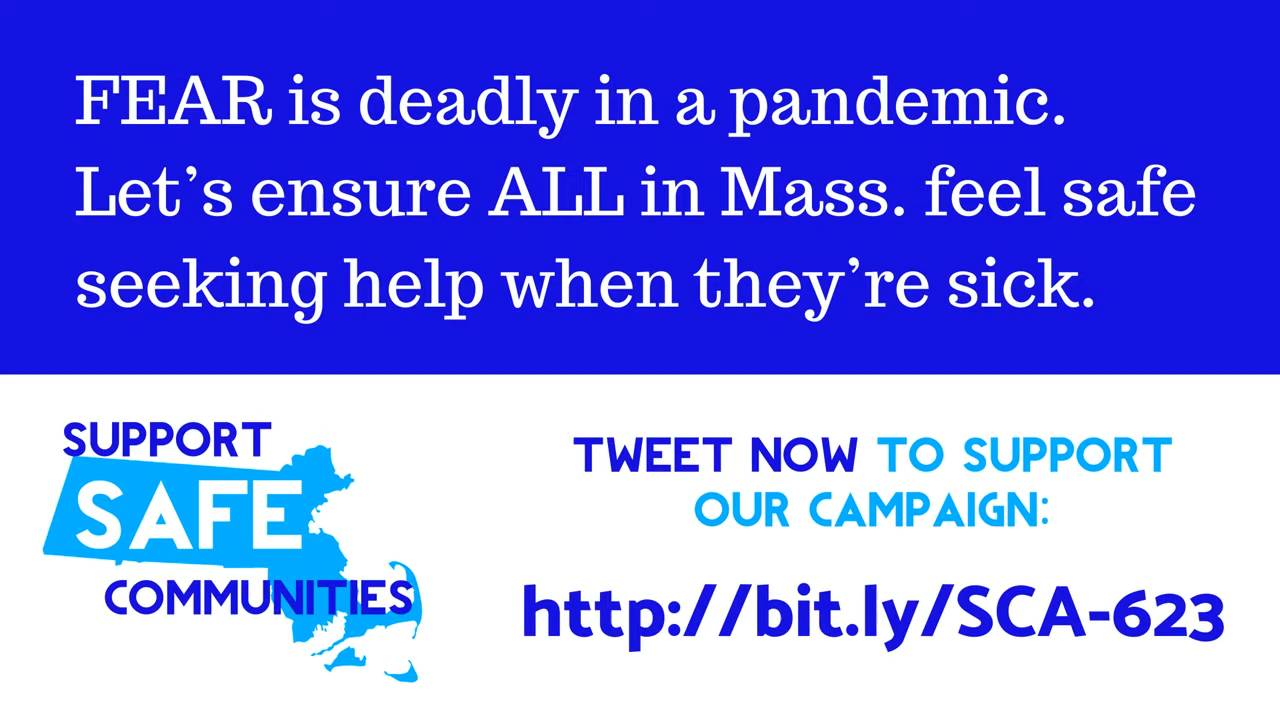 FEAR is deadly in a pandemic.
Let's ensure ALL in Mass. feel safe
seeking help when they're sick.
SUPPORT
SAFE
COMMUNITIES
TWEET NOW TO SUPPORT
OUR CAMPAIGN:
http://bit.ly/SCA-623